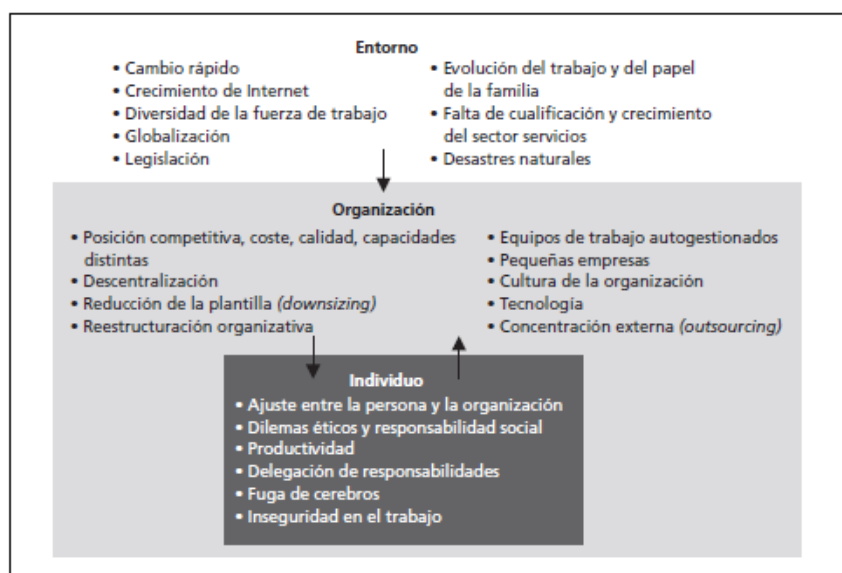 Entorno
• Cambio rápido
• Crecimiento de Internet
• Diversidad de la fuerza de trabajo
• Globalización
• Legislación
• Evolución del trabajo y del papel
de la familia
• Falta de cualificación y crecimiento
del sector servicios
• Desastres naturales
Organización
• Posición competitiva, coste, calidad, capacidades
distintas
• Descentralización
• Reducción de la plantilla (downsizing)
• Reestructuración organizativa
• Equipos de trabajo autogestionados
• Pequeñas empresas
• Cultura de la organización
• Tecnología
• Concentración externa (outsourcing)
Individuo
• Ajuste entre la persona y la organización
• Dilemas éticos y responsabilidad social
• Productividad
• Delegación de responsabilidades
• Fuga de cerebros
• Inseguridad en el trabajo